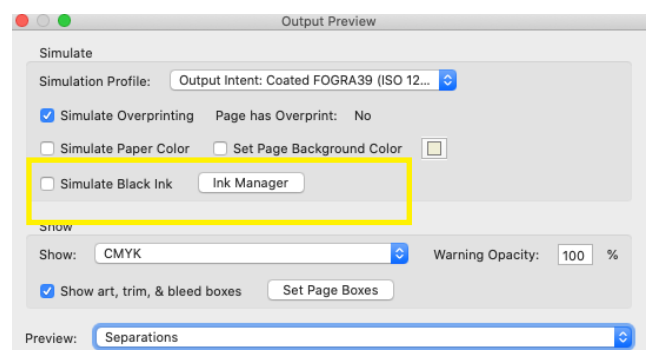 Output Preview
Simulate
Simulation Profile: Output Intent: Coated FOGRA39 (ISO 12...
Simulate Overprinting Page has Overprint: No
Simulate Paper Color Set Page Background Color
Simulate Black Ink Ink Manager
Show
Show: CMYK Warning Opacity: 100 %
Show art, trim, & bleed boxes Set Page Boxes
Preview: Separations